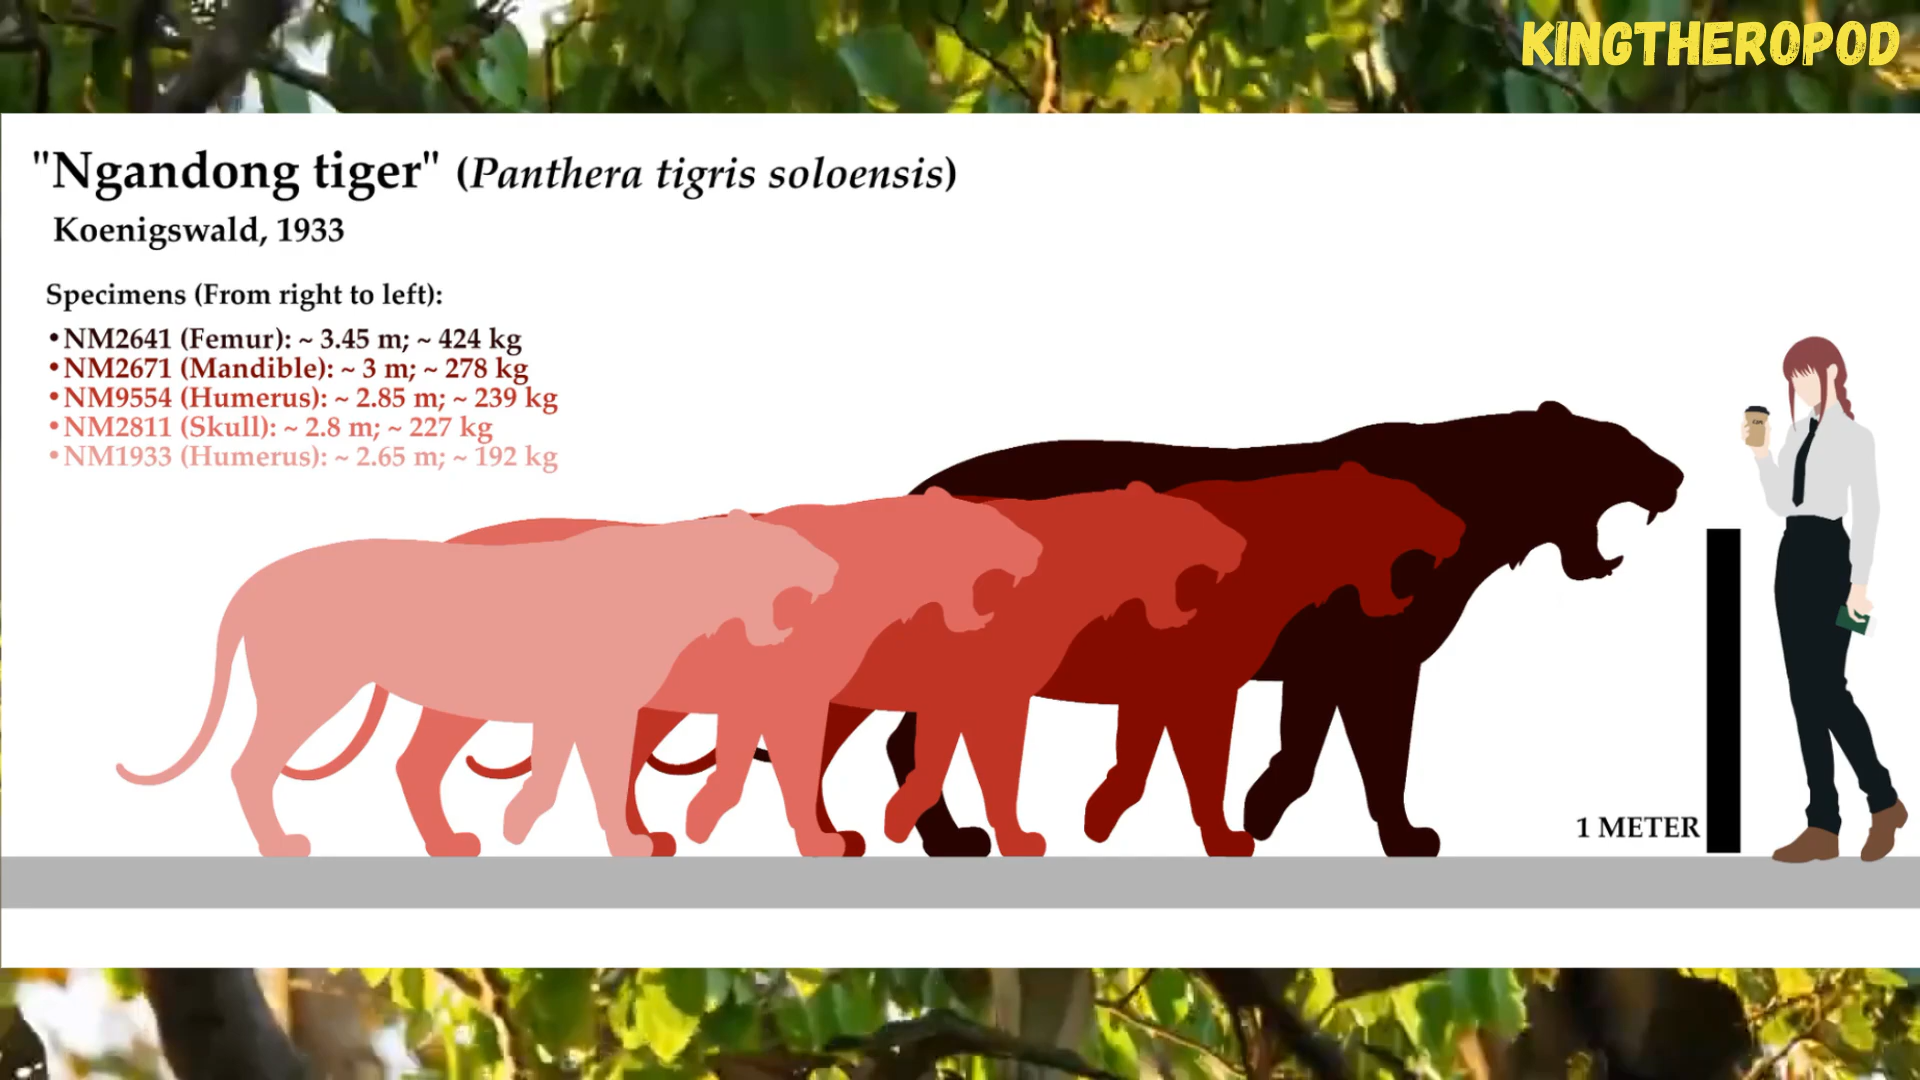 KINGTHEROPOD
"Ngandong tiger" (Panthera tigris soloensis)
Koenigswald, 1933
Specimens (From right to left):
•NM2641 (Femur): ~ 3.45 m; ~ 424 kg
•NM2671 (Mandible): ~ 3 m; ~ 278 kg
•NM9554 (Humerus): ~ 2.85 m; ~ 239 kg
•NM2811 (Skull): ~ 2.8 m; ~ 227 kg
•NM1933 (Humerus): ~ 2.65 m; ~ 192 kg
1 METER